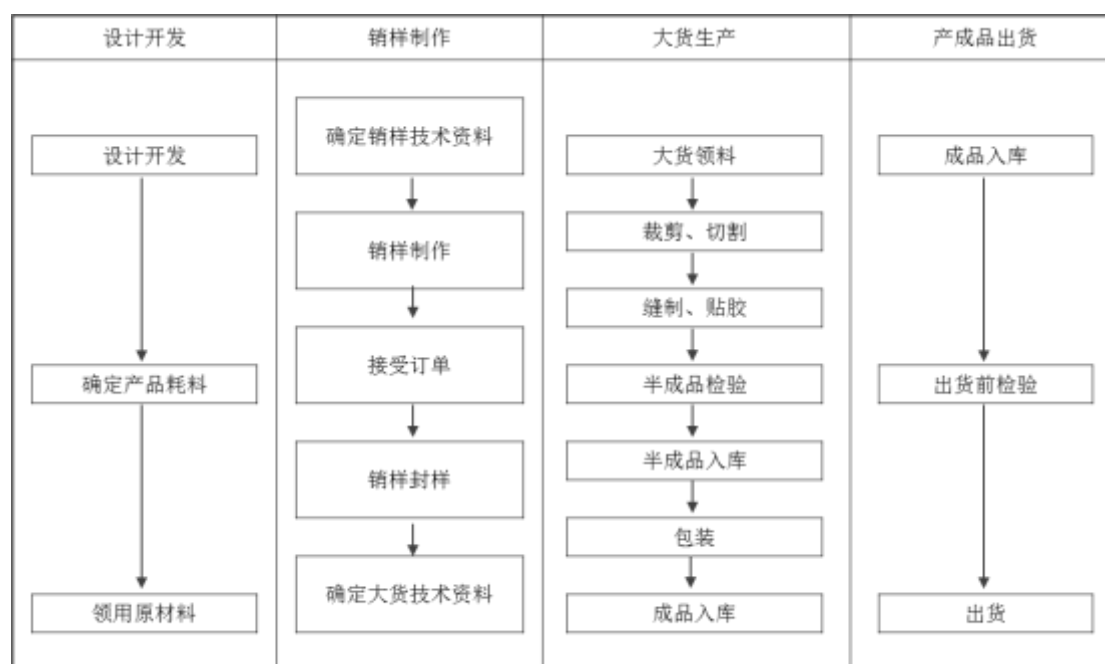 设计开发
销样制作
大货生产
产成品出货
设计开发
确定产品耗料
领用原材料
确定销样技术资料
销样制作
接受订单
销样封样
确定大货技术资料
大货领料
裁剪、切割
缝制、贴胶
半成品检验
半成品入库
包装
成品入库
成品入库
出货前检验
出货